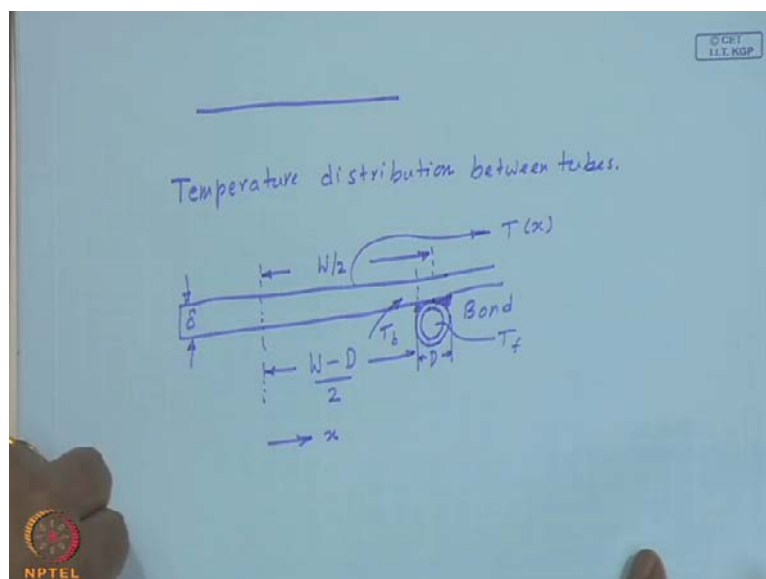 © CET
I.I.T. KGP
Temperature distribution between tubes.
T(x)
W/2
δ
Bond
T_b
T_f
W-D
2
D
x
NPTEL